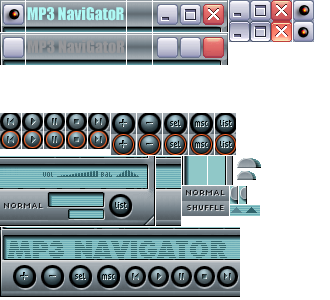 MP3 NaviGatoR
MP3 NaviGatoR
sel msc list
sel msc list
VOL Bal
NORMAL list
NORMAL
SHUFFLE
MP3 NAVIGATOR
sel msc list